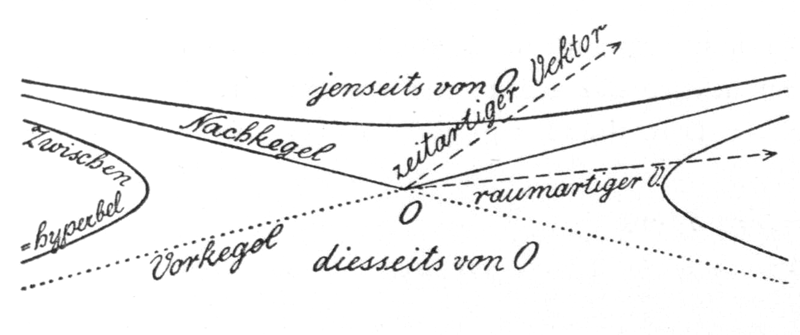 jenseits von O
zeitartiger Vektor
Nachkegel
Zwischen
=hyperbel
raumartiger V.
O
Vorkegel
diesseits von O